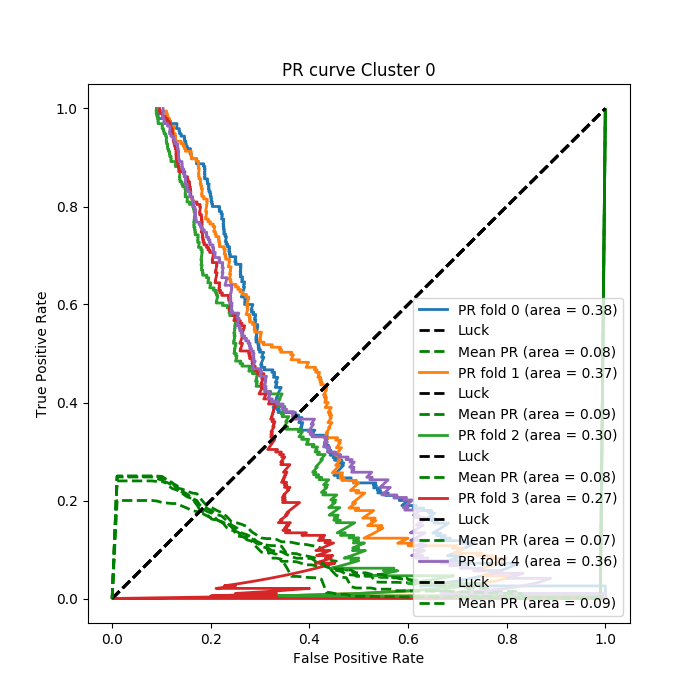 PR curve Cluster 0
True Positive Rate
1.0
0.8
0.6
0.4
0.2
0.0
PR fold 0 (area = 0.38)
Luck
Mean PR (area = 0.08)
PR fold 1 (area = 0.37)
Luck
Mean PR (area = 0.09)
PR fold 2 (area = 0.30)
Luck
Mean PR (area = 0.08)
PR fold 3 (area = 0.27)
Luck
Mean PR (area = 0.07)
PR fold 4 (area = 0.36)
Luck
Mean PR (area = 0.09)
0.0 0.2 0.4 0.6 0.8 1.0
False Positive Rate